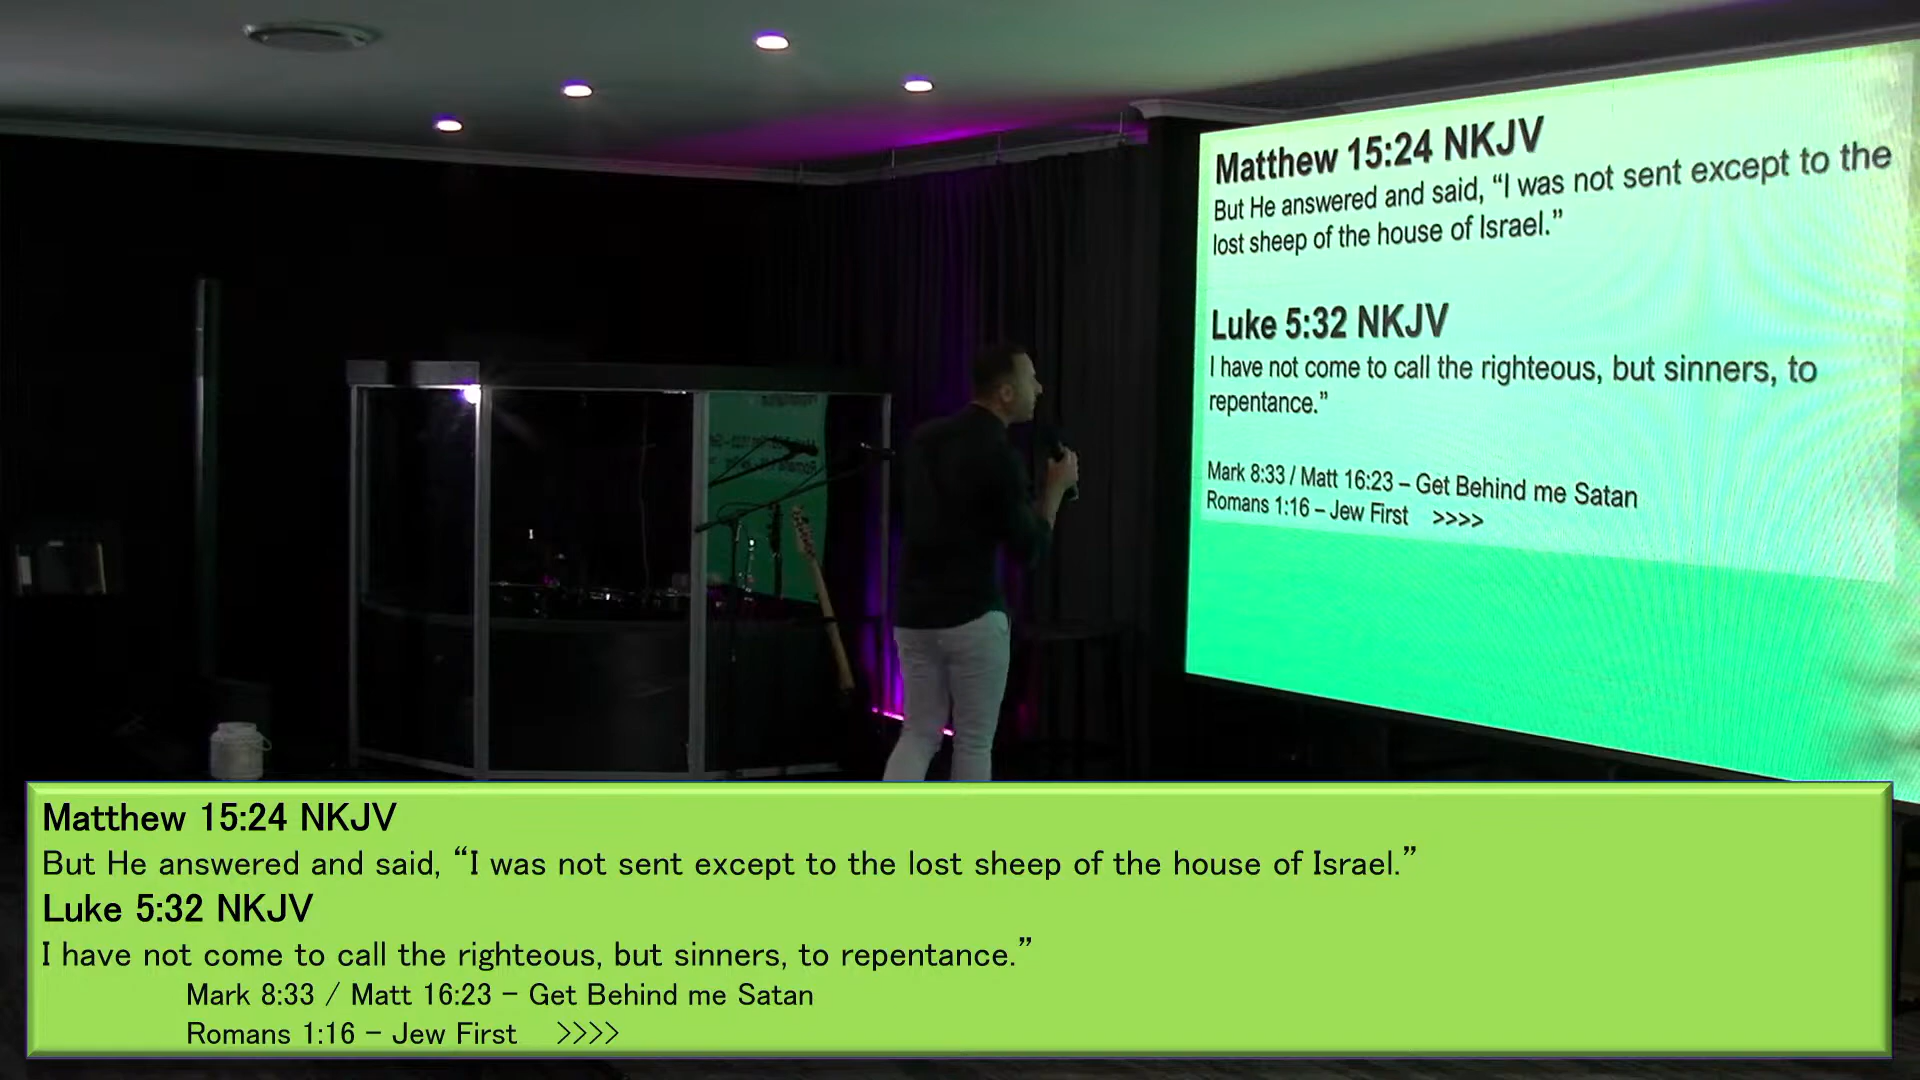 Matthew 15:24 NKJV
But He answered and said, “I was not sent except to the
lost sheep of the house of Israel.”
Luke 5:32 NKJV
I have not come to call the righteous, but sinners, to
repentance.”
Mark 8:33 / Matt 16:23 – Get Behind me Satan
Romans 1:16 – Jew First >>>>
Matthew 15:24 NKJV
But He answered and said, “I was not sent except to the lost sheep of the house of Israel.”
Luke 5:32 NKJV
I have not come to call the righteous, but sinners, to repentance.”
Mark 8:33 / Matt 16:23 – Get Behind me Satan
Romans 1:16 – Jew First >>>>